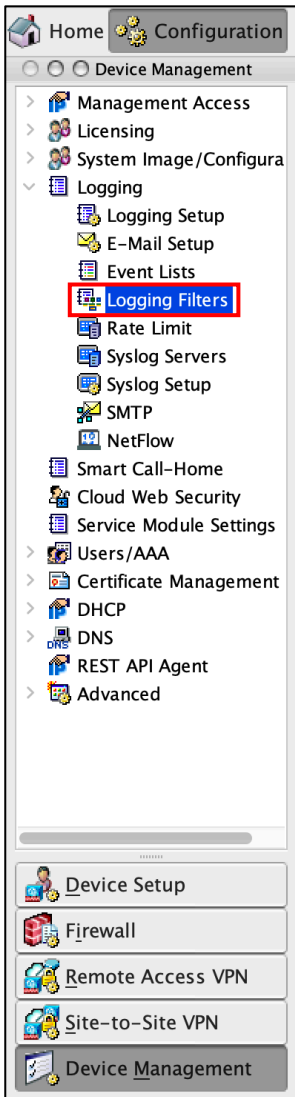 Home Configuration
Device Management
Management Access
Licensing
System Image/Configura
Logging
Logging Setup
E-Mail Setup
Event Lists
Logging Filters
Rate Limit
Syslog Servers
Syslog Setup
SMTP
NetFlow
Smart Call-Home
Cloud Web Security
Service Module Settings
Users/AAA
Certificate Management
DHCP
DNS
REST API Agent
Advanced
Device Setup
Firewall
Remote Access VPN
Site-to-Site VPN
Device Management